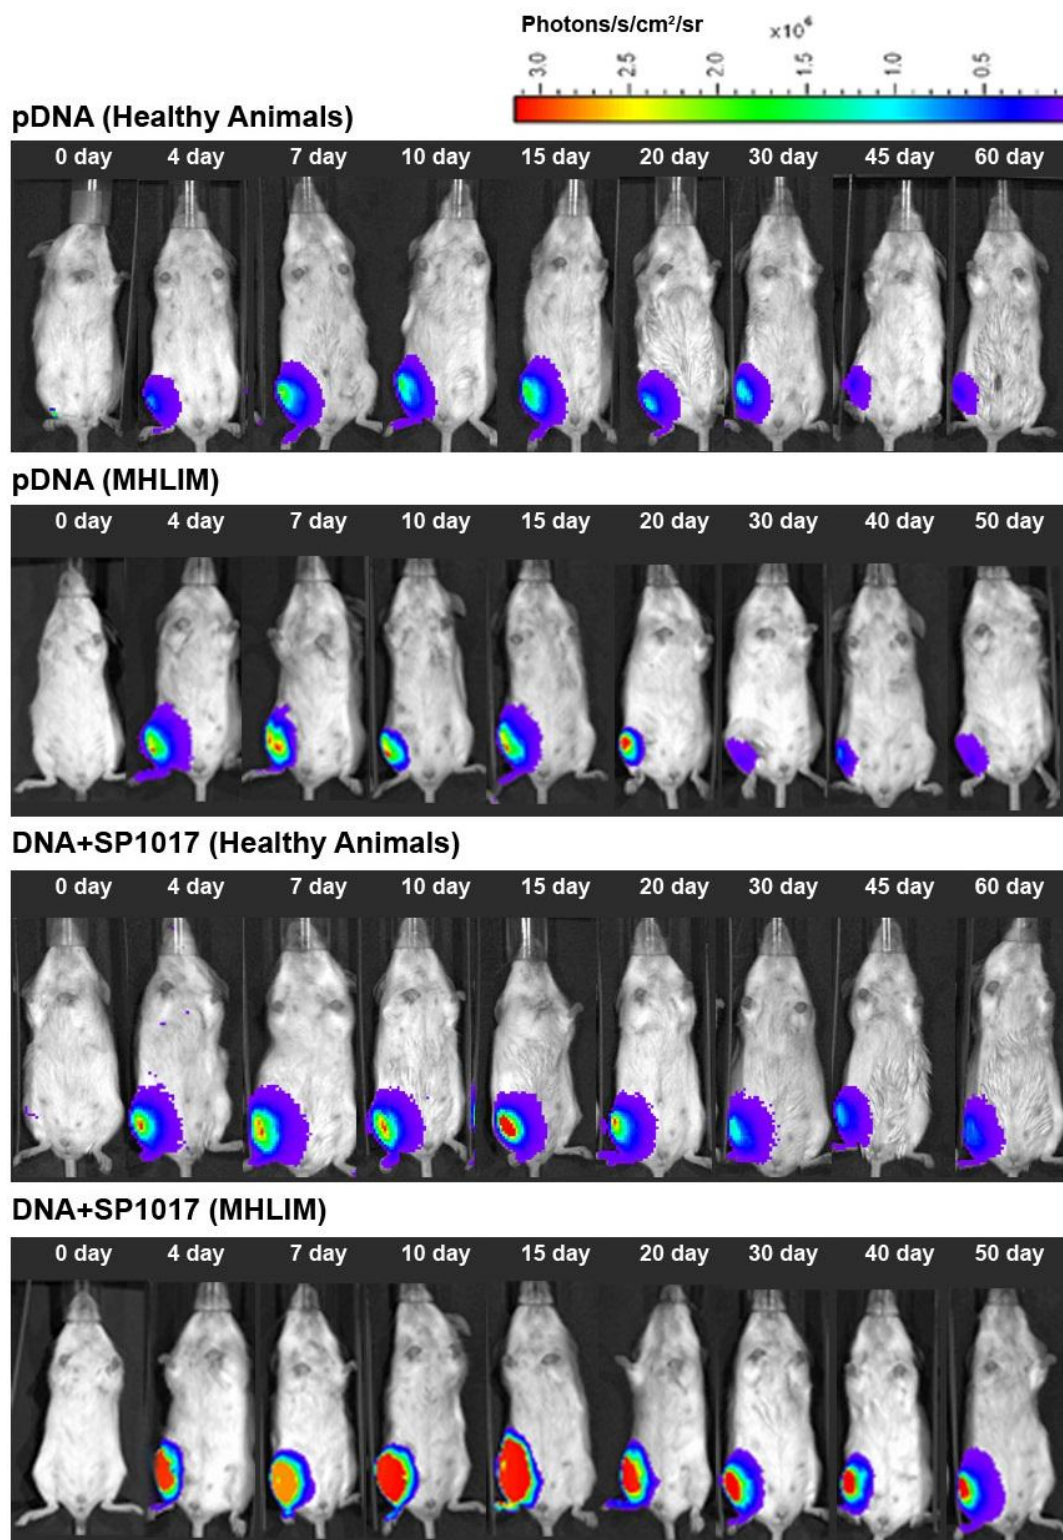 Photons/s/cm²/sr
x10⁶
3.0 2.5 2.0 1.5 1.0 0.5
pDNA (Healthy Animals)
0 day 4 day 7 day 10 day 15 day 20 day 30 day 45 day 60 day
pDNA (MHLIM)
0 day 4 day 7 day 10 day 15 day 20 day 30 day 40 day 50 day
DNA+SP1017 (Healthy Animals)
0 day 4 day 7 day 10 day 15 day 20 day 30 day 45 day 60 day
DNA+SP1017 (MHLIM)
0 day 4 day 7 day 10 day 15 day 20 day 30 day 40 day 50 day